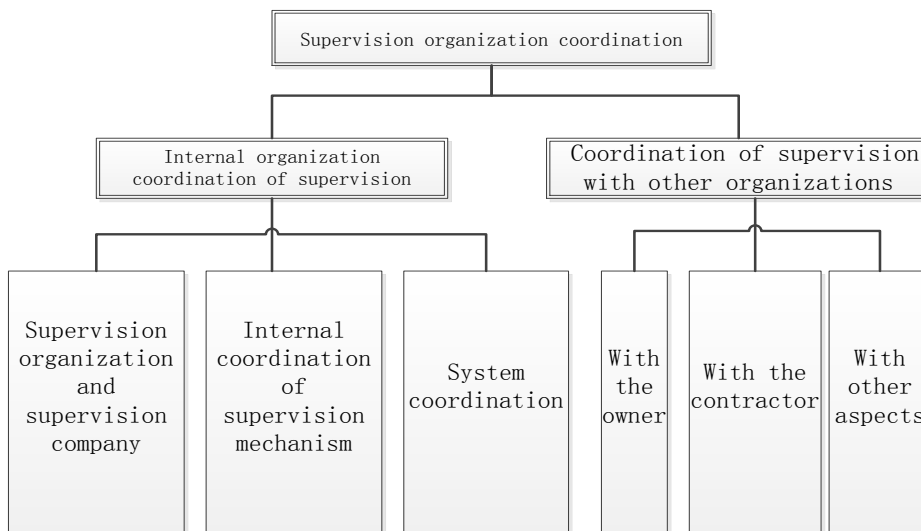 Supervision organization coordination
Internal organization
coordination of supervision
Coordination of supervision
with other organizations
Supervision
organization
and
supervision
company
Internal
coordination
of
supervision
mechanism
System
coordination
With
the
owner
With the
contractor
With
other
aspects